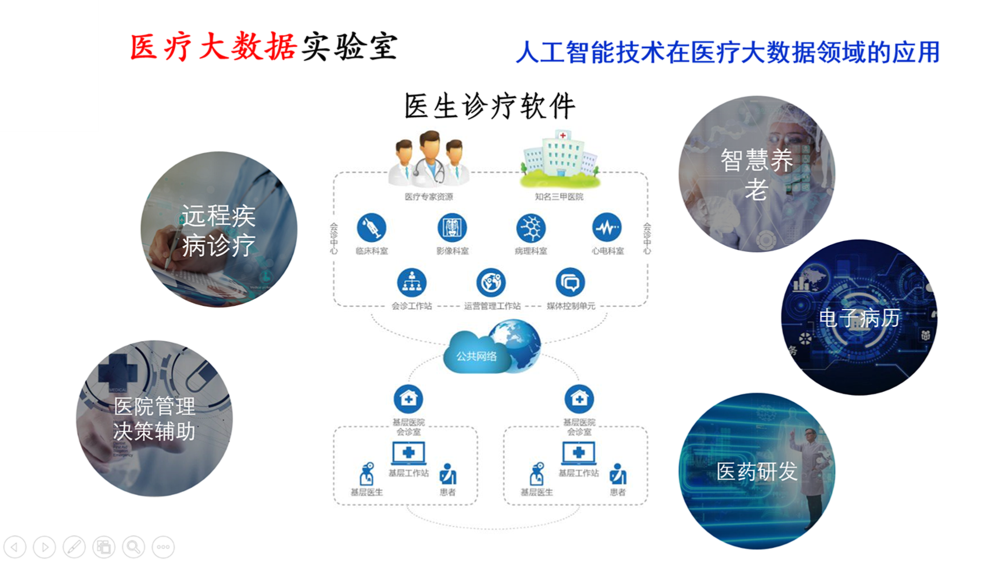 医疗大数据实验室
人工智能技术在医疗大数据领域的应用
医生诊疗软件
医疗专家资源
知名三甲医院
会诊中心
会诊中心
临床科室
影像科室
病理科室
心电科室
会诊工作站
运营管理工作站
媒体控制单元
公共网络
基层医院
会诊室
基层医院
会诊室
基层工作站
基层医生
患者
基层工作站
基层医生
患者
远程疾
病诊疗
MEDICAL
医院管理
决策辅助
Emergency
智慧养
老
电子病历
务
医药研发